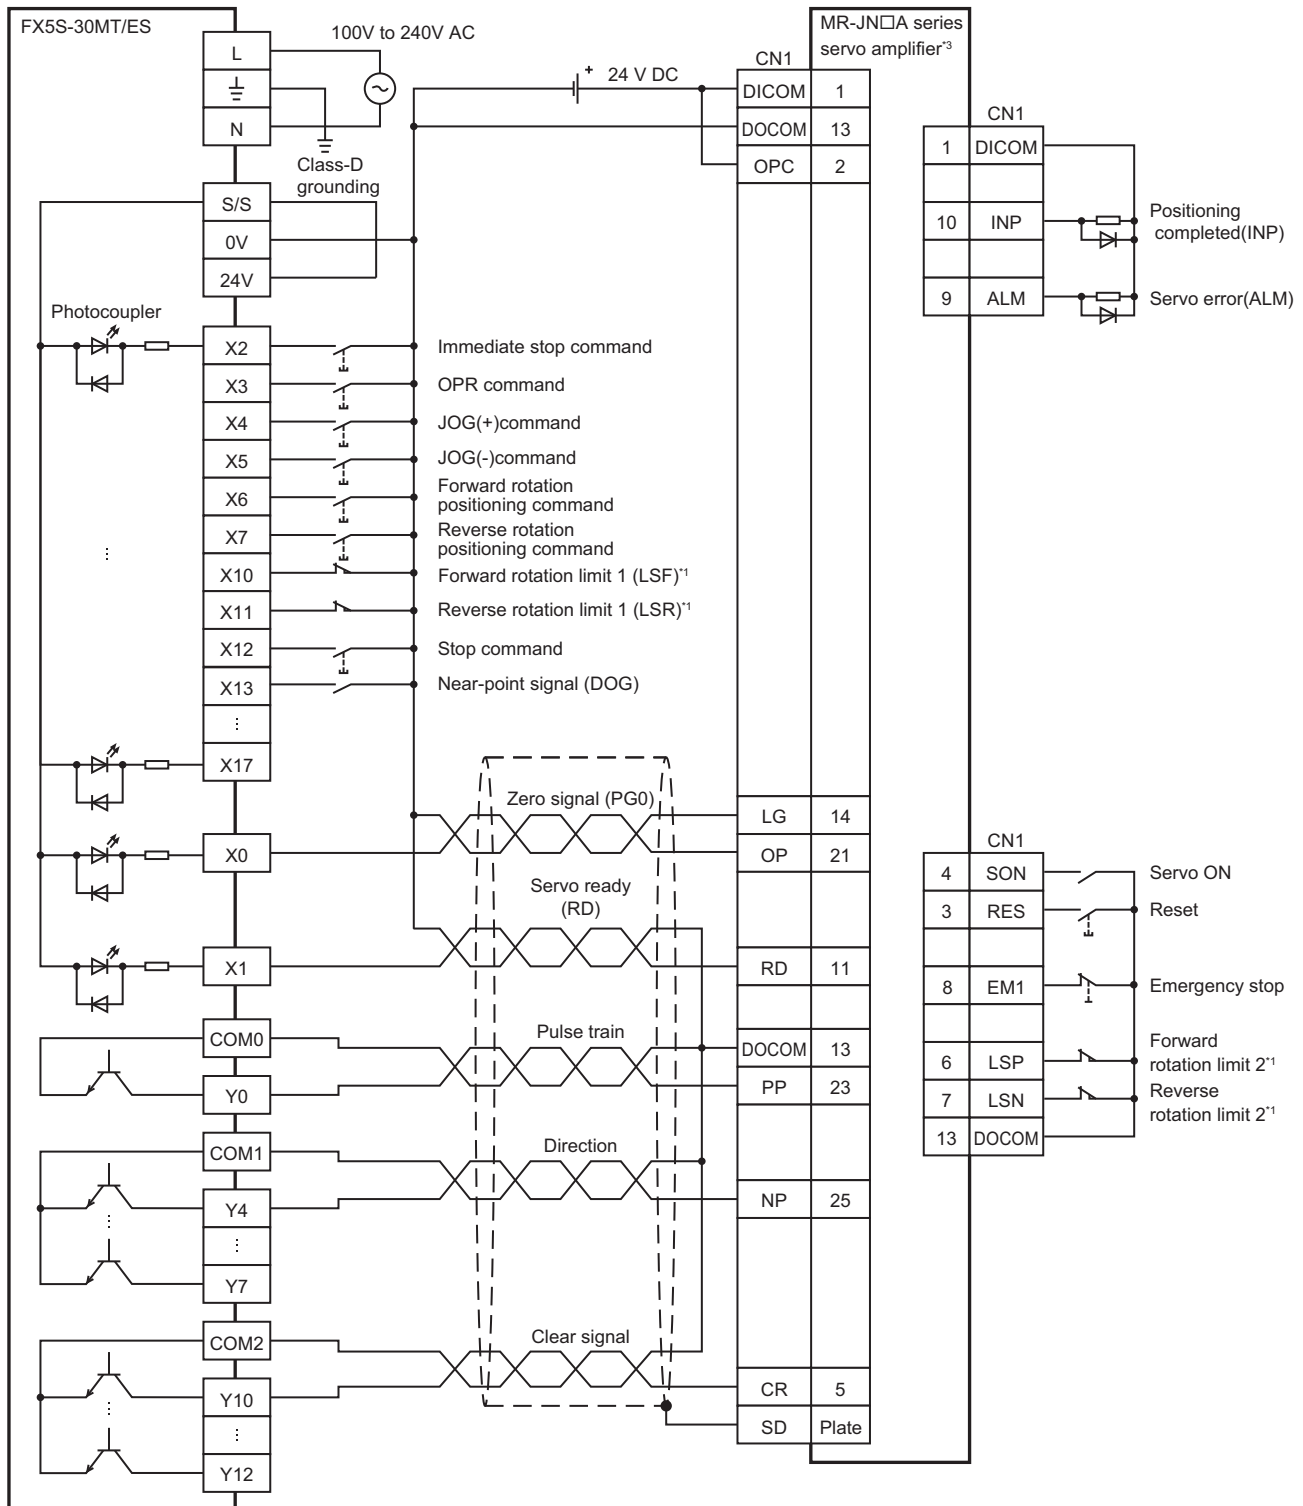 FX5S-30MT/ES
100V to 240V AC
L
N
Class-D
grounding
S/S
0V
24V
Photocoupler
X2
Immediate stop command
X3
OPR command
X4
JOG(+)command
X5
JOG(-)command
X6
Forward rotation
positioning command
X7
Reverse rotation
positioning command
⋮
X10
Forward rotation limit 1 (LSF)*1
X11
Reverse rotation limit 1 (LSR)*1
X12
Stop command
X13
Near-point signal (DOG)
⋮
X17
X0
Zero signal (PG0)
X1
Servo ready
(RD)
COM0
Pulse train
Y0
COM1
Direction
Y4
⋮
⋮
Y7
COM2
Clear signal
Y10
⋮
⋮
Y12
+
24 V DC
MR-JN□A series
servo amplifier*3
CN1
DICOM 1
DOCOM 13
OPC 2
LG 14
OP 21
RD 11
DOCOM 13
PP 23
NP 25
CR 5
SD Plate
CN1
1 DICOM
10 INP
Positioning
completed(INP)
9 ALM
Servo error(ALM)
CN1
4 SON
Servo ON
3 RES
Reset
8 EM1
Emergency stop
6 LSP
Forward
rotation limit 2*1
7 LSN
Reverse
rotation limit 2*1
13 DOCOM